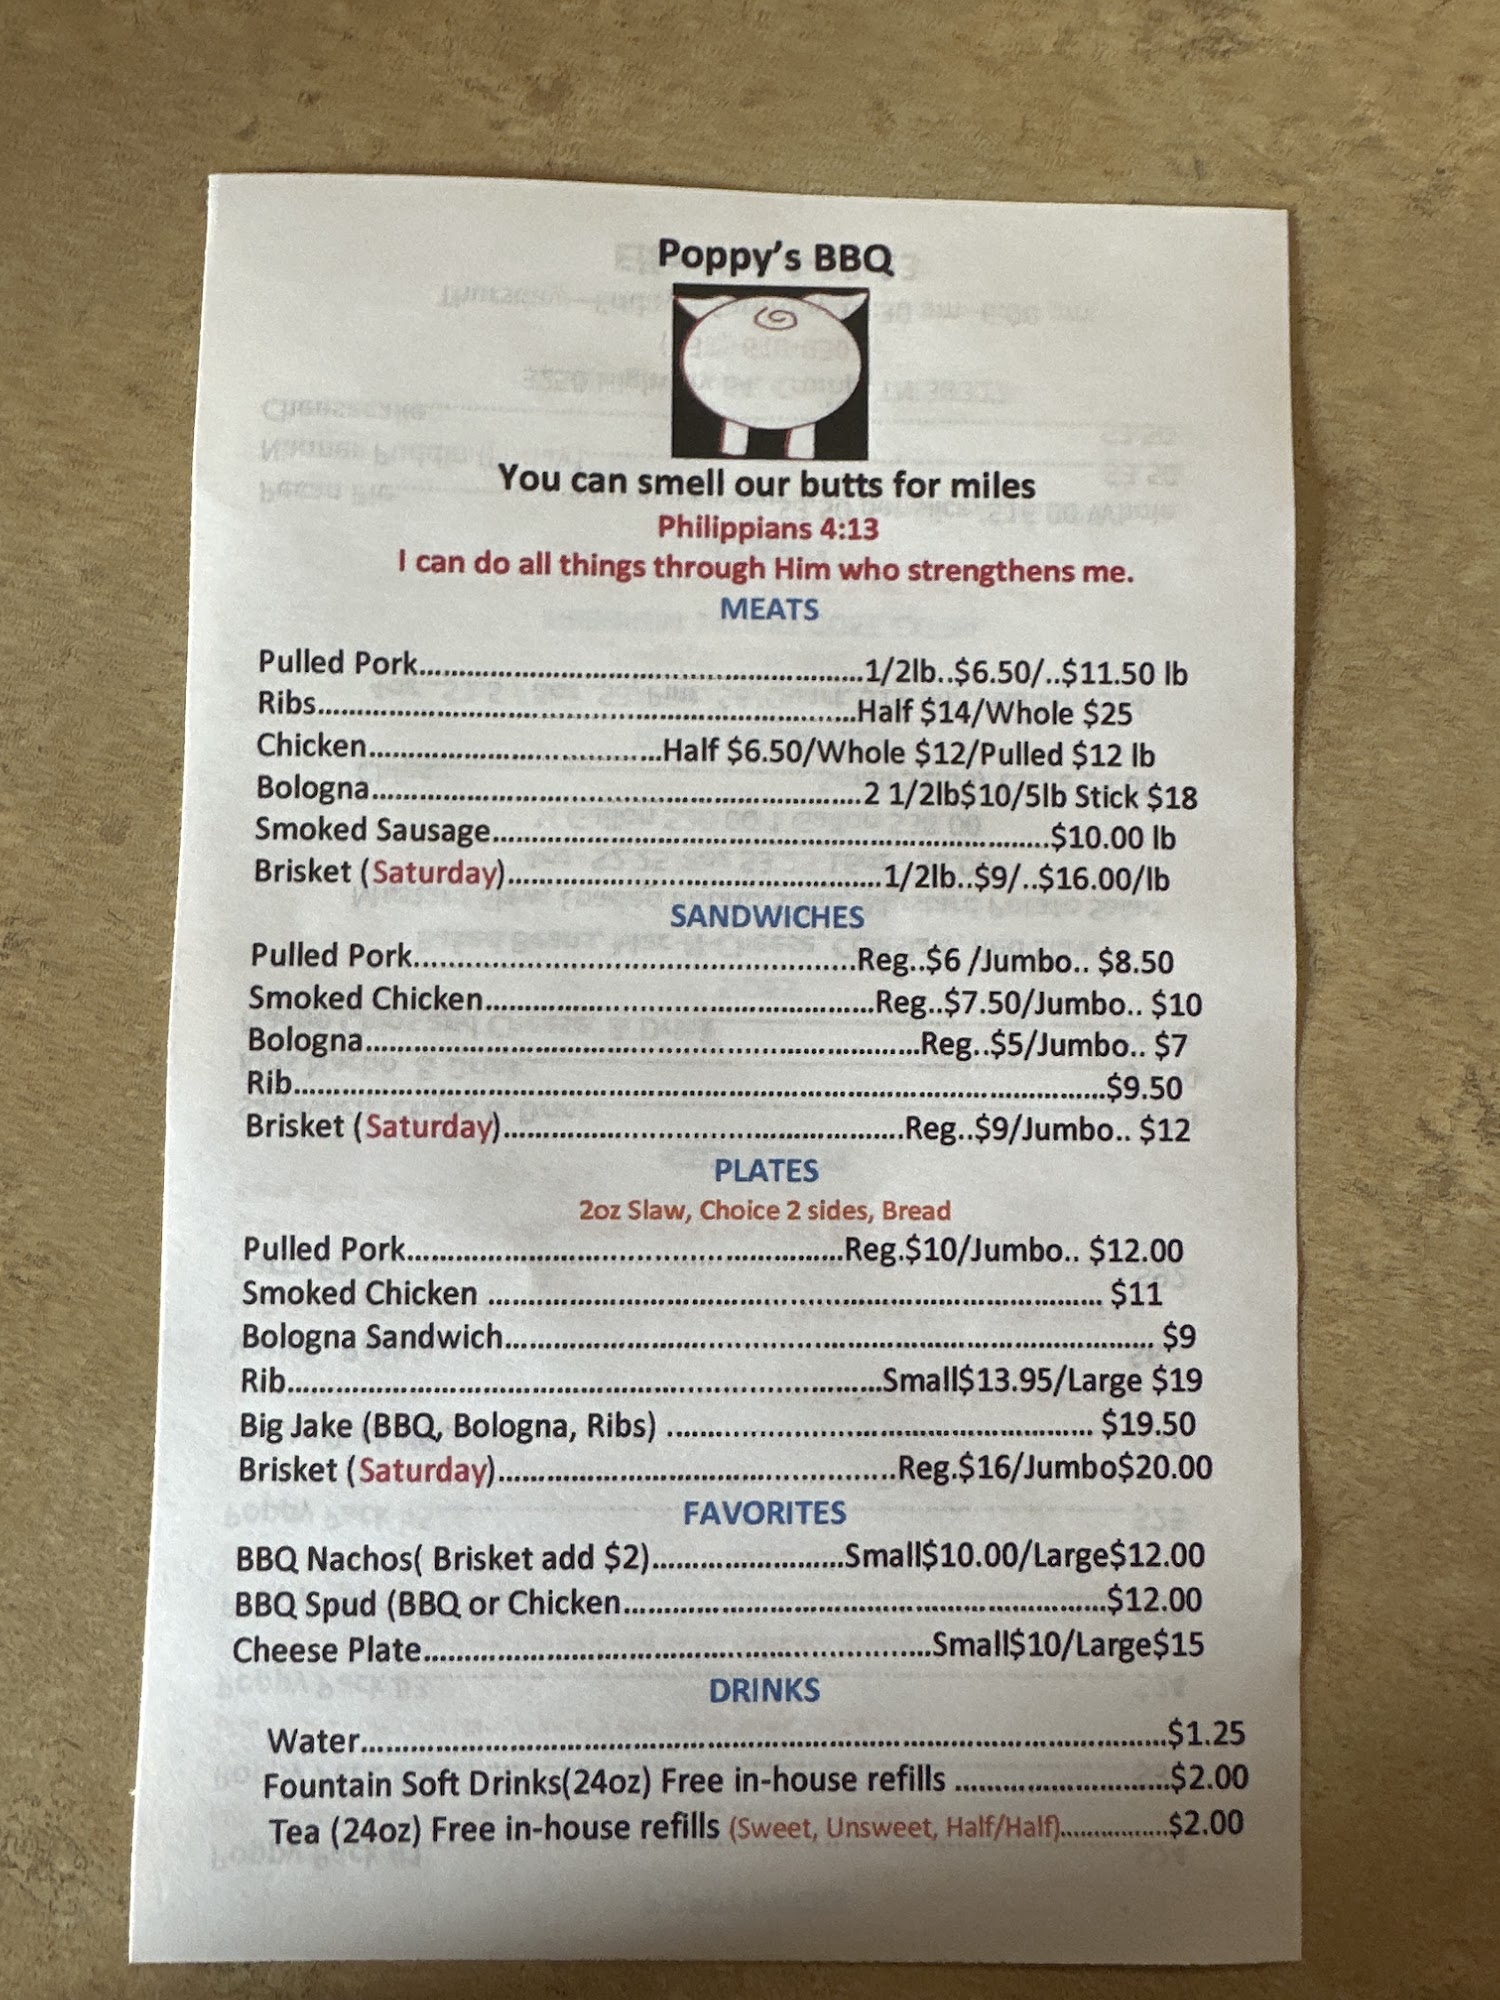 Poppy's BBQ
You can smell our butts for miles
Philippians 4:13
I can do all things through Him who strengthens me.
MEATS
Pulled Pork........................................................1/2lb..$6.50/..$11.50 lb
Ribs....................................................................Half $14/Whole $25
Chicken.....................................Half $6.50/Whole $12/Pulled $12 lb
Bologna..............................................................2 1/2lb$10/5lb Stick $18
Smoked Sausage......................................................................$10.00 lb
Brisket (Saturday)...............................................1/2lb..$9/..$16.00/lb
SANDWICHES
Pulled Pork........................................................Reg..$6 /Jumbo.. $8.50
Smoked Chicken.................................................Reg..$7.50/Jumbo.. $10
Bologna......................................................................Reg..$5/Jumbo.. $7
Rib......................................................................................................$9.50
Brisket (Saturday)..................................................Reg..$9/Jumbo.. $12
PLATES
2oz Slaw, Choice 2 sides, Bread
Pulled Pork.......................................................Reg.$10/Jumbo.. $12.00
Smoked Chicken ............................................................................. $11
Bologna Sandwich.................................................................................. $9
Rib...........................................................................Small$13.95/Large $19
Big Jake (BBQ, Bologna, Ribs) ..................................................... $19.50
Brisket (Saturday)..................................................Reg.$16/Jumbo$20.00
FAVORITES
BBQ Nachos( Brisket add $2)........................Small$10.00/Large$12.00
BBQ Spud (BBQ or Chicken.............................................................$12.00
Cheese Plate................................................................Small$10/Large$15
DRINKS
Water.....................................................................................................$1.25
Fountain Soft Drinks(24oz) Free in-house refills ...........................$2.00
Tea (24oz) Free in-house refills (Sweet, Unsweet, Half/Half)................$2.00